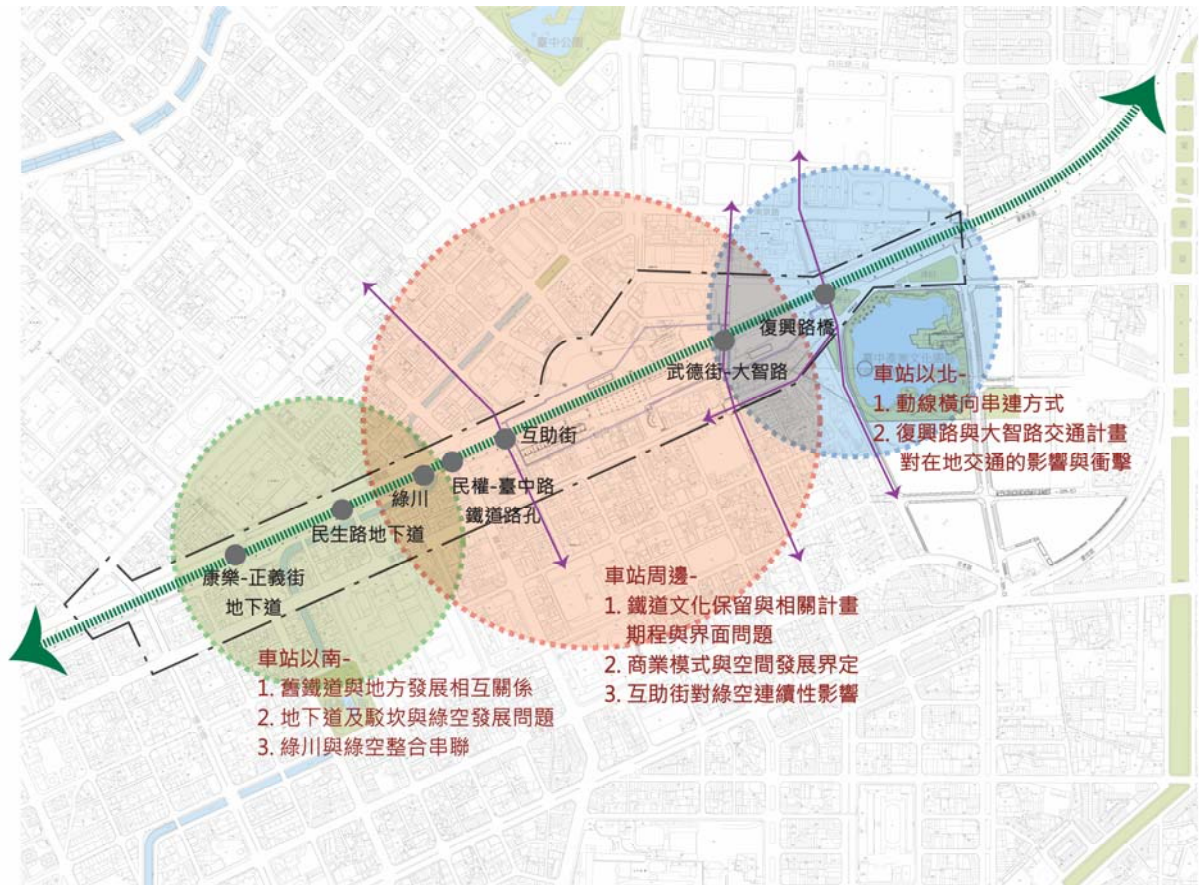 臺中公園
復興路橋
武德街-大智路
車站以北-
1. 動線橫向串連方式
2. 復興路與大智路交通計畫
對在地交通的影響與衝擊
互助街
民權-臺中路
鐵道路孔
綠川
民生路地下道
康樂-正義街
地下道
車站周邊-
1. 鐵道文化保留與相關計畫
期程與界面問題
2. 商業模式與空間發展界定
3. 互助街對綠空連續性影響
車站以南-
1. 舊鐵道與地方發展相互關係
2. 地下道及駁坎與綠空發展問題
3. 綠川與綠空整合串聯